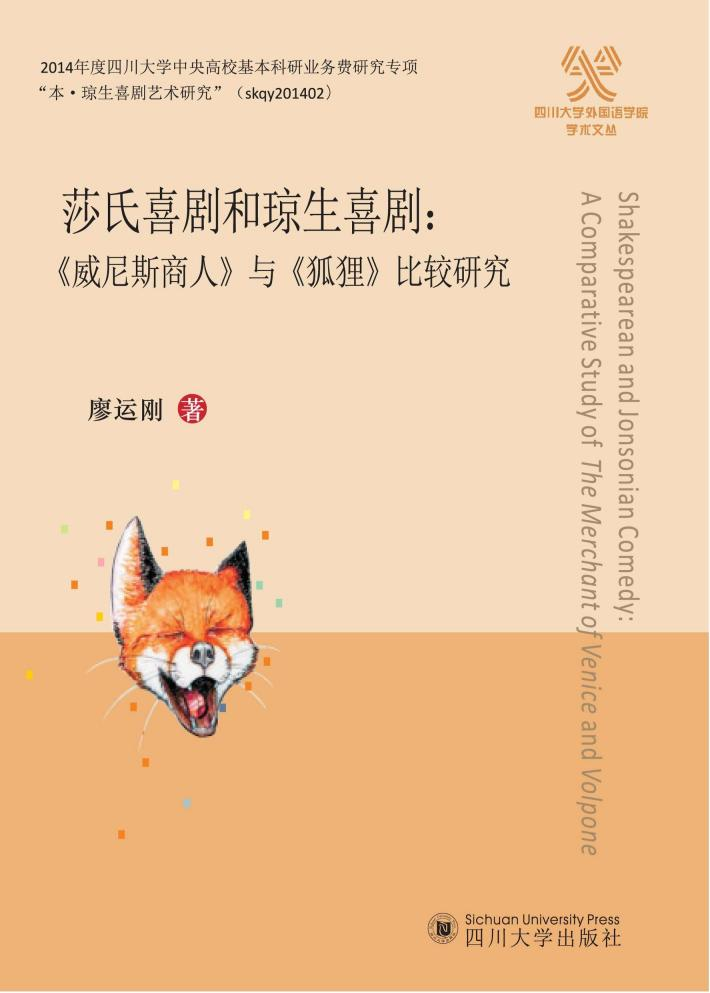 2014年度四川大学中央高校基本科研业务费研究专项
“本·琼生喜剧艺术研究”（skqy201402）
四川大学外国语学院
学术文丛
莎氏喜剧和琼生喜剧：
《威尼斯商人》与《狐狸》比较研究
Shakespearean and Jonsonian Comedy:
A Comparative Study of The Merchant of Venice and Volpone
廖运刚 著
Sichuan University Press
四川大学出版社